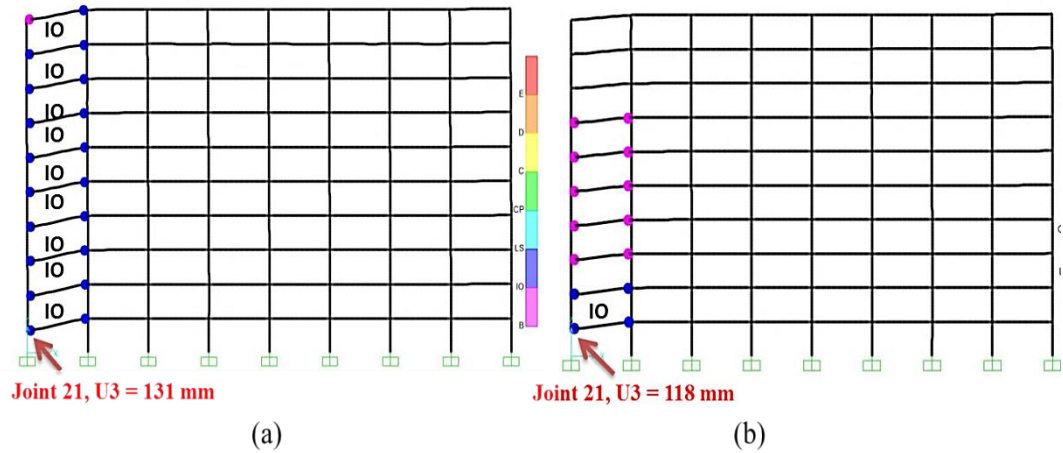 IO
IO
IO
IO
IO
IO
IO
IO
IO
E
D
C
CP
LS
IO
B
Joint 21, U3 = 131 mm
(a)
IO
Joint 21, U3 = 118 mm
(b)